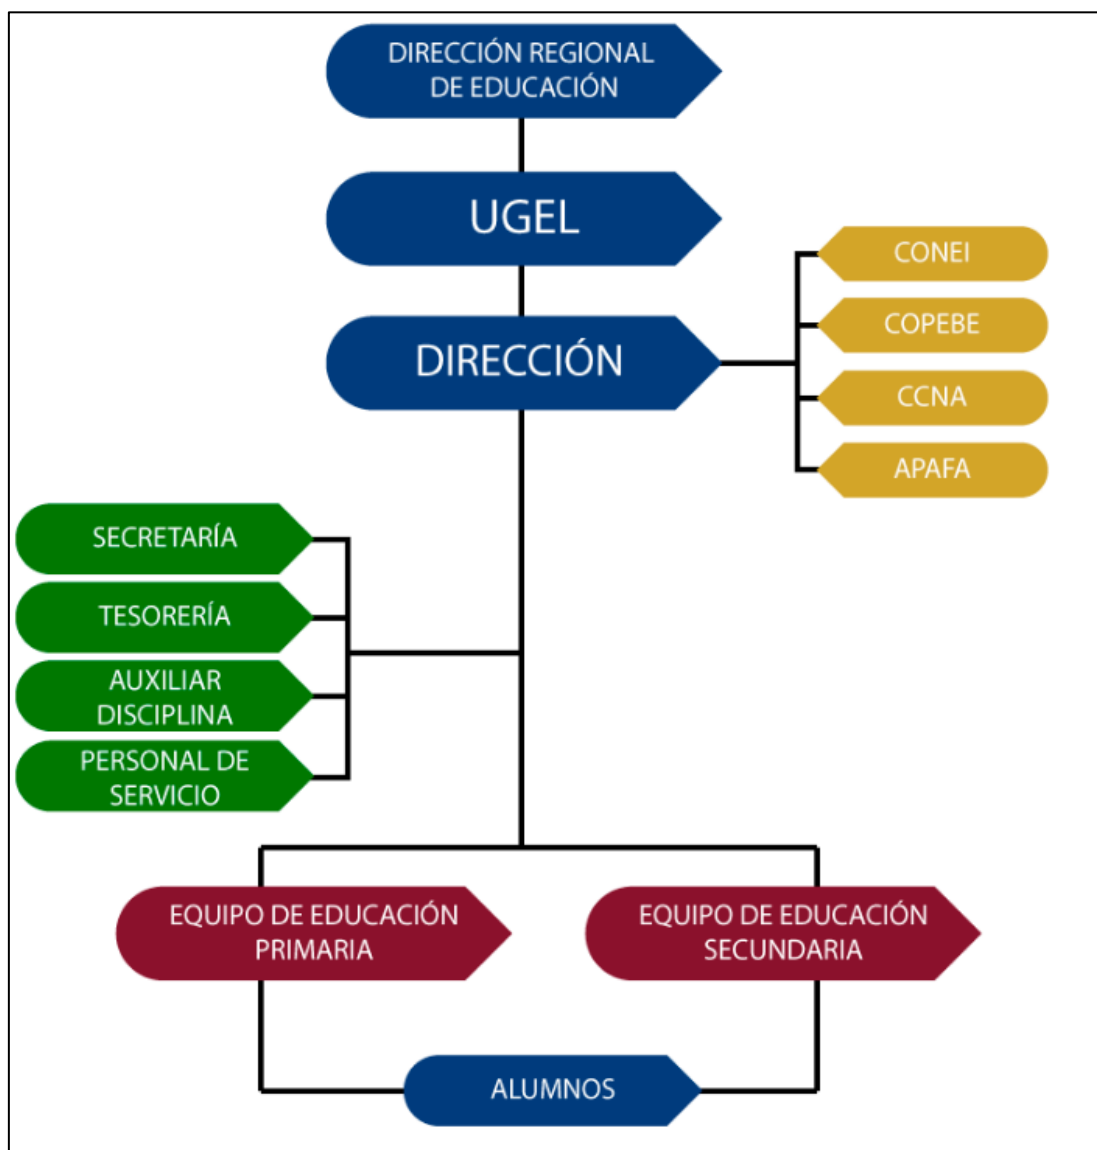 DIRECCIÓN REGIONAL
DE EDUCACIÓN
UGEL
DIRECCIÓN
CONEI
COPEBE
CCNA
APAFA
SECRETARÍA
TESORERÍA
AUXILIAR
DISCIPLINA
PERSONAL DE
SERVICIO
EQUIPO DE EDUCACIÓN
PRIMARIA
EQUIPO DE EDUCACIÓN
SECUNDARIA
ALUMNOS